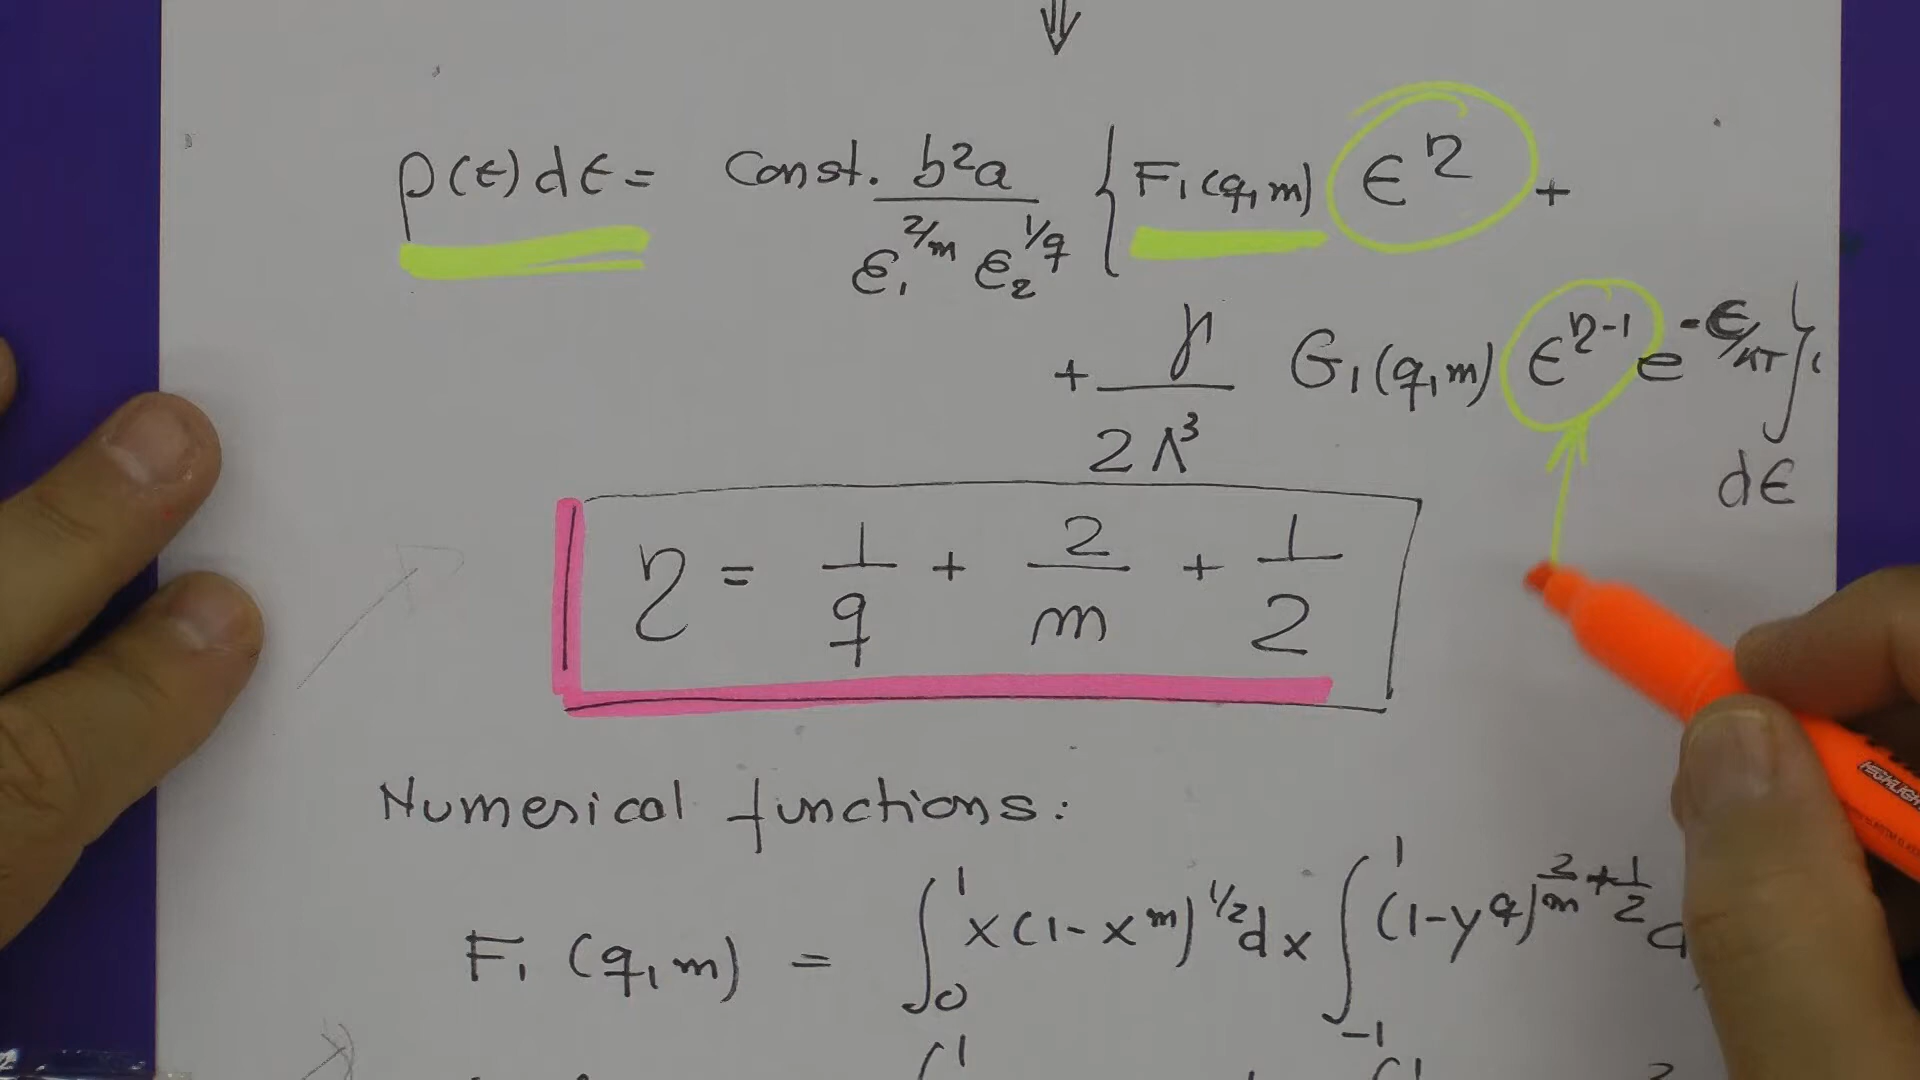 ρ(ε)dε = Const. b²a / ε₁^(2/m) ε₂^(1/q) { F₁(q,m) ε^η +
+ γ / 2Λ³ G₁(q,m) ε^(η-1) e^(-ε/KT) }
dε
η = 1/q + 2/m + 1/2
Numerical functions:
F₁ (q,m) = ∫₀¹ x(1-x^m)^(1/2) dx ∫₋₁¹ (1-y^q)^(2/m + 1/2) d